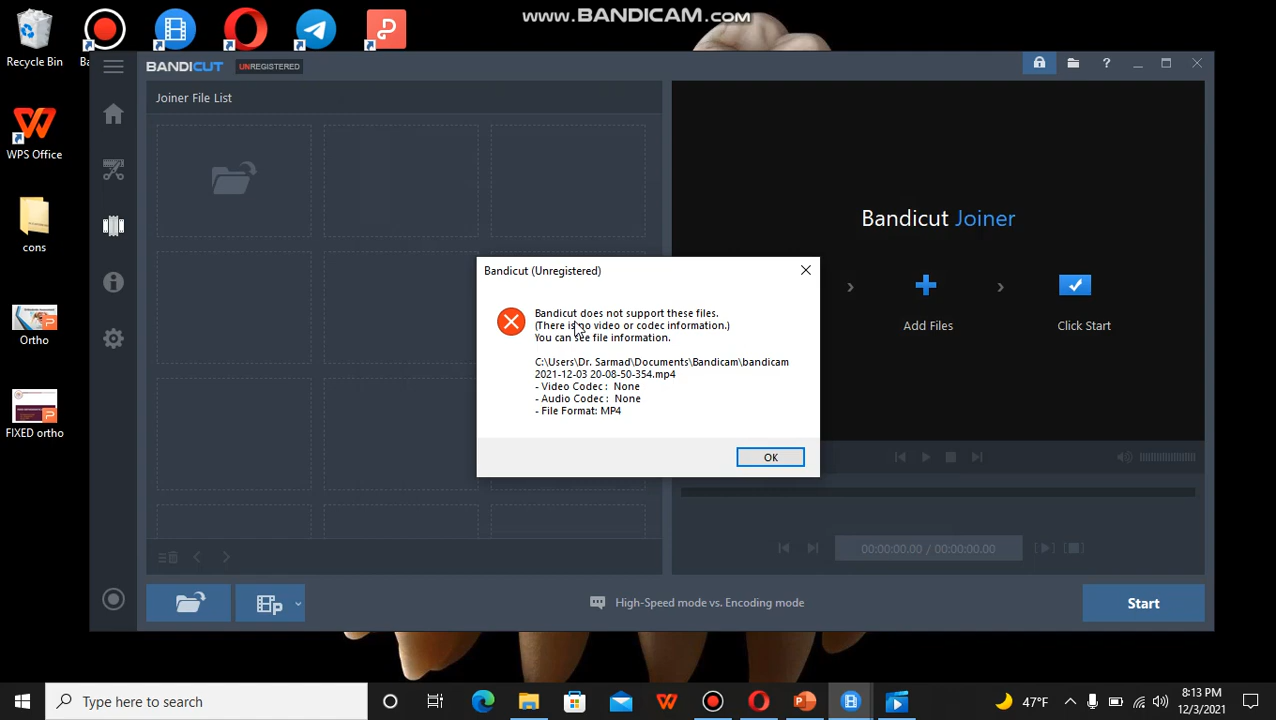 www.BANDICAM.com
Recycle Bin
Ba
WPS Office
cons
Ortho
FIXED ortho
BANDICUT UNREGISTERED
?
Joiner File List
Bandicut Joiner
Add Files
Click Start
Bandicut (Unregistered)
Bandicut does not support these files.
(There is no video or codec information.)
You can see file information.
C:\Users\Dr. Sarmad\Documents\Bandicam\bandicam
2021-12-03 20-08-50-354.mp4
- Video Codec : None
- Audio Codec : None
- File Format: MP4
OK
00:00:00.00 / 00:00:00.00
High-Speed mode vs. Encoding mode
Start
Type here to search
47°F
8:13 PM
12/3/2021